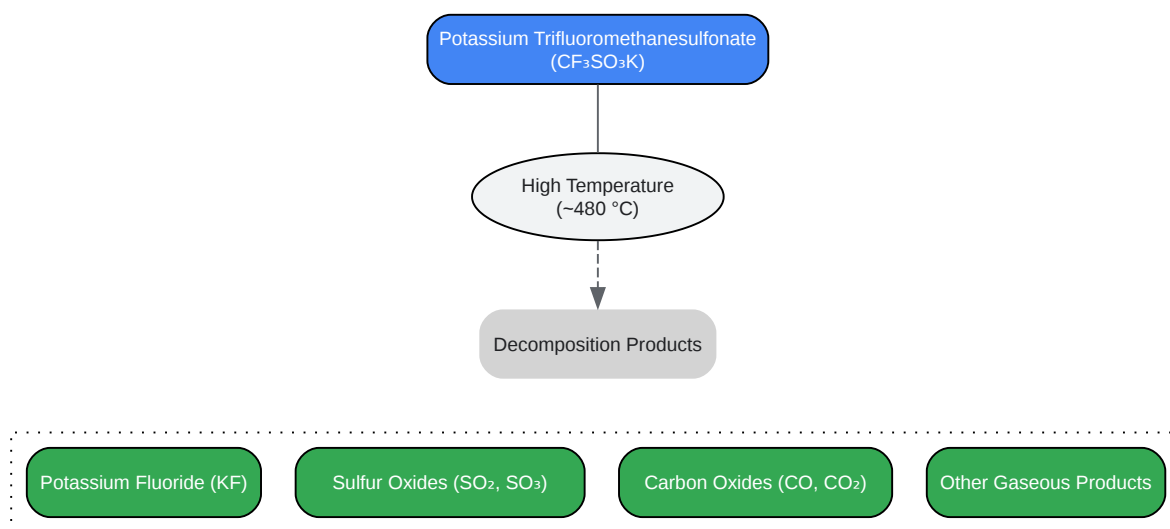 Potassium Trifluoromethanesulfonate
(CF₃SO₃K)
High Temperature
(~480 °C)
Decomposition Products
Potassium Fluoride (KF)
Sulfur Oxides (SO₂, SO₃)
Carbon Oxides (CO, CO₂)
Other Gaseous Products